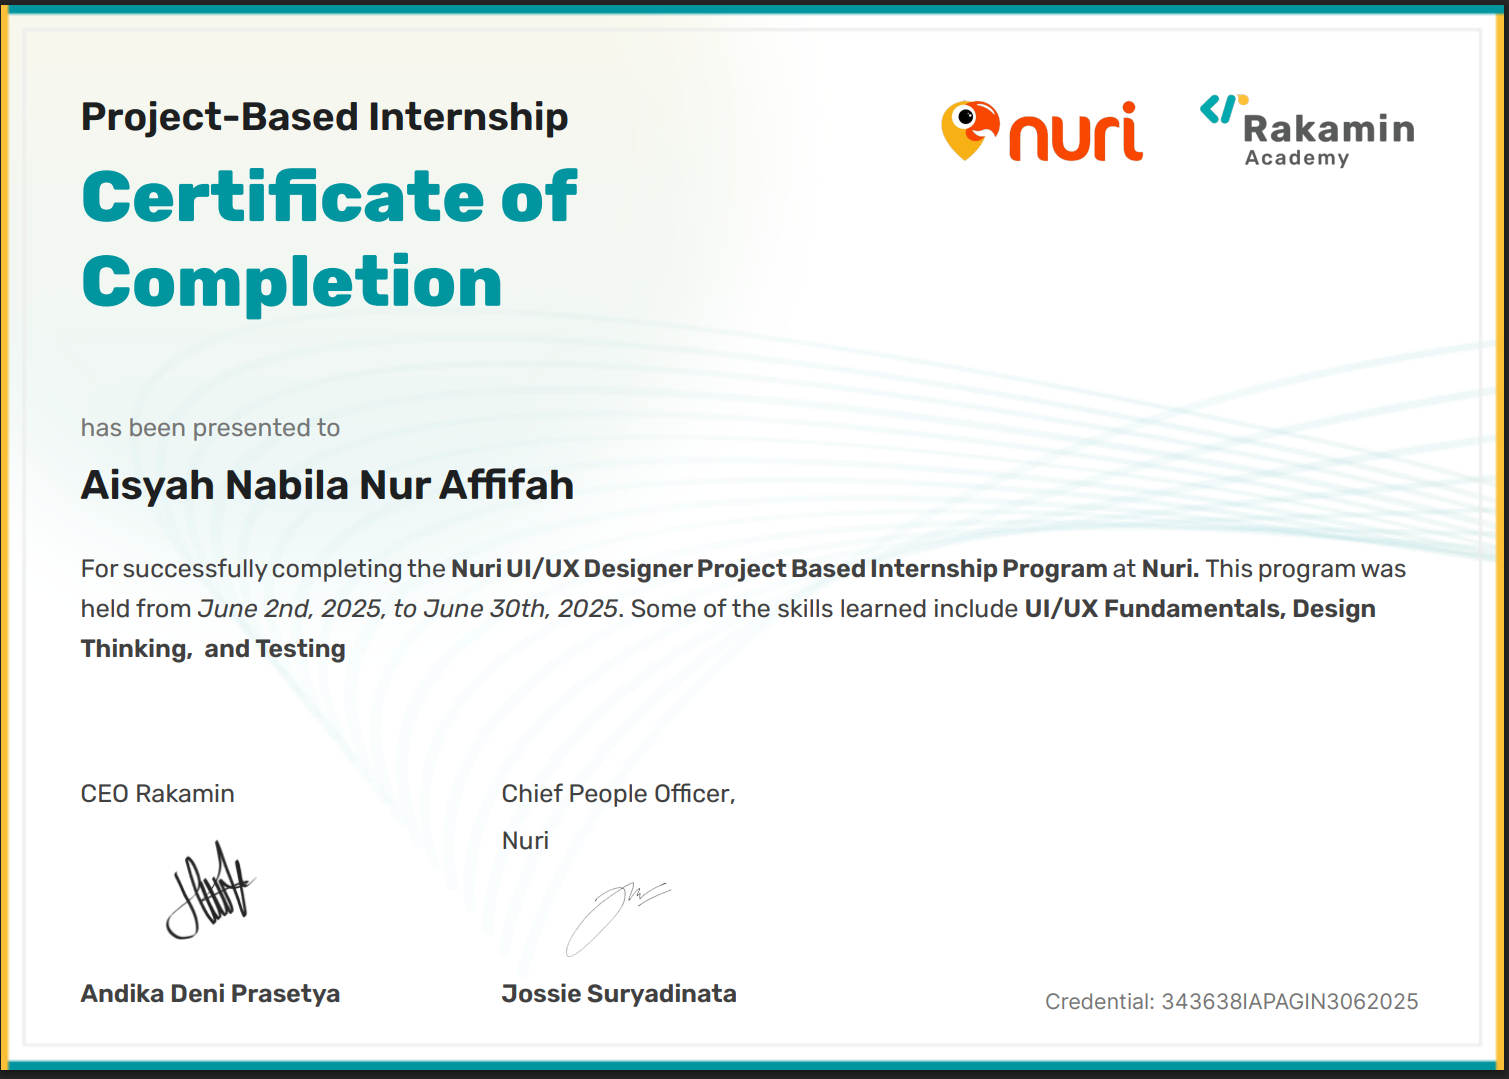 Project-Based Internship
nuri
Rakamin
Academy
Certificate of
Completion
has been presented to
Aisyah Nabila Nur Affifah
For successfully completing the Nuri UI/UX Designer Project Based Internship Program at Nuri. This program was
held from June 2nd, 2025, to June 30th, 2025. Some of the skills learned include UI/UX Fundamentals, Design
Thinking,  and Testing
CEO Rakamin
Chief People Officer,
Nuri
Andika Deni Prasetya
Jossie Suryadinata
Credential: 343638IAPAGIN3062025